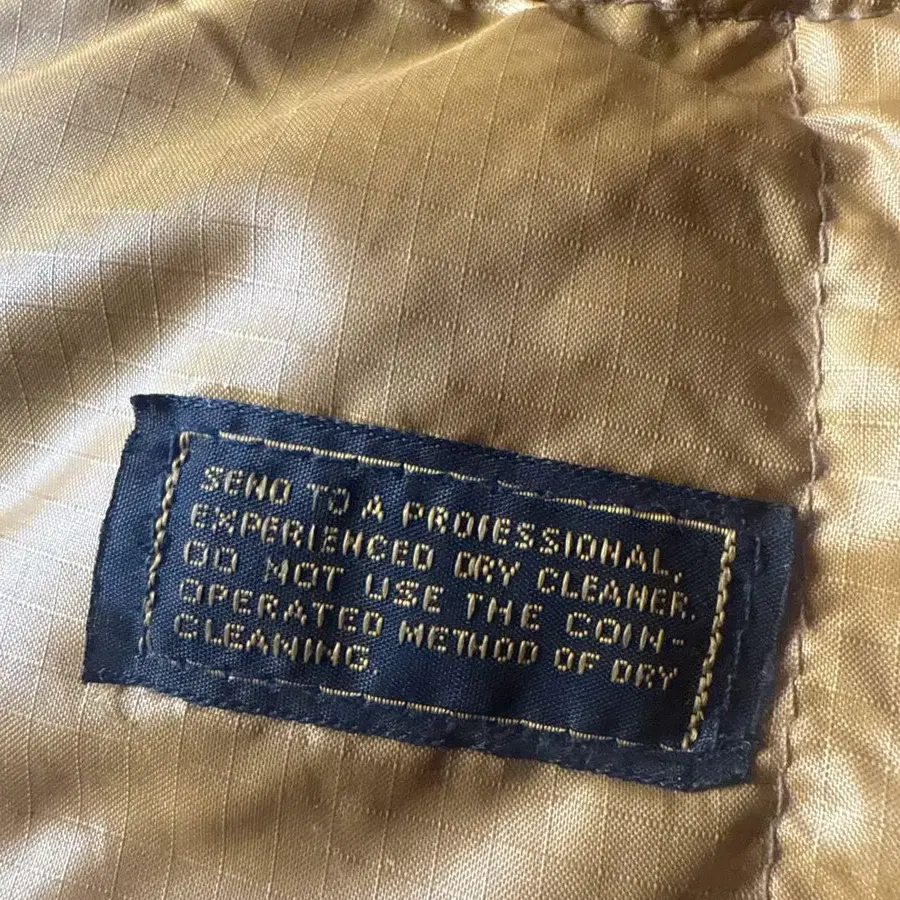 SEND TO A PROFESSIONAL,
EXPERIENCED DRY CLEANER.
DO NOT USE THE COIN-
OPERATED METHOD OF DRY
CLEANING.